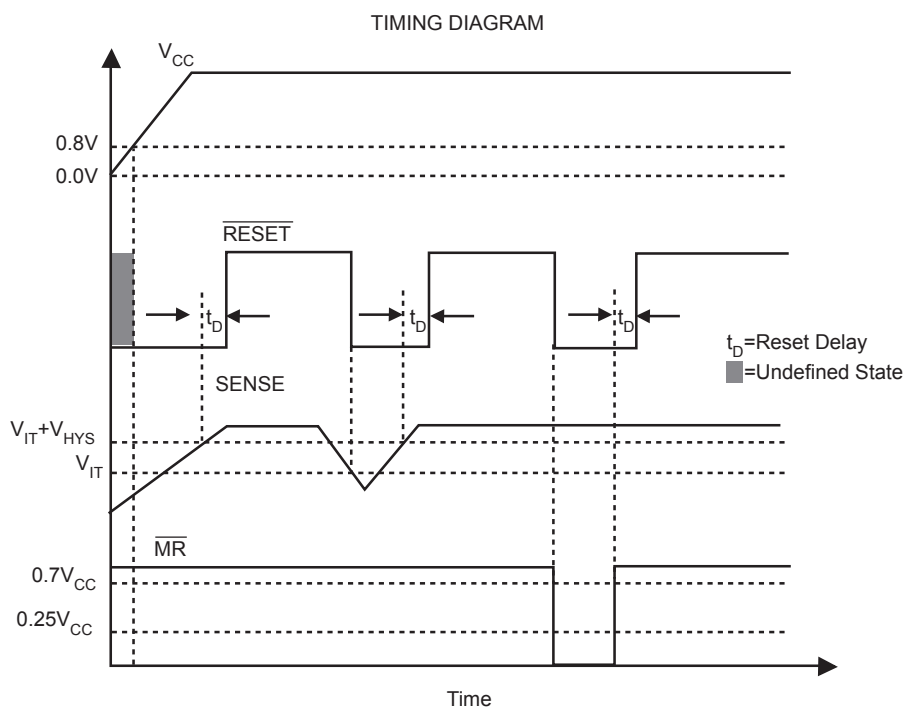 TIMING DIAGRAM
VCC
0.8V
0.0V
RESET
tD
tD
tD
tD=Reset Delay
=Undefined State
SENSE
VIT+VHYS
VIT
MR
0.7VCC
0.25VCC
Time